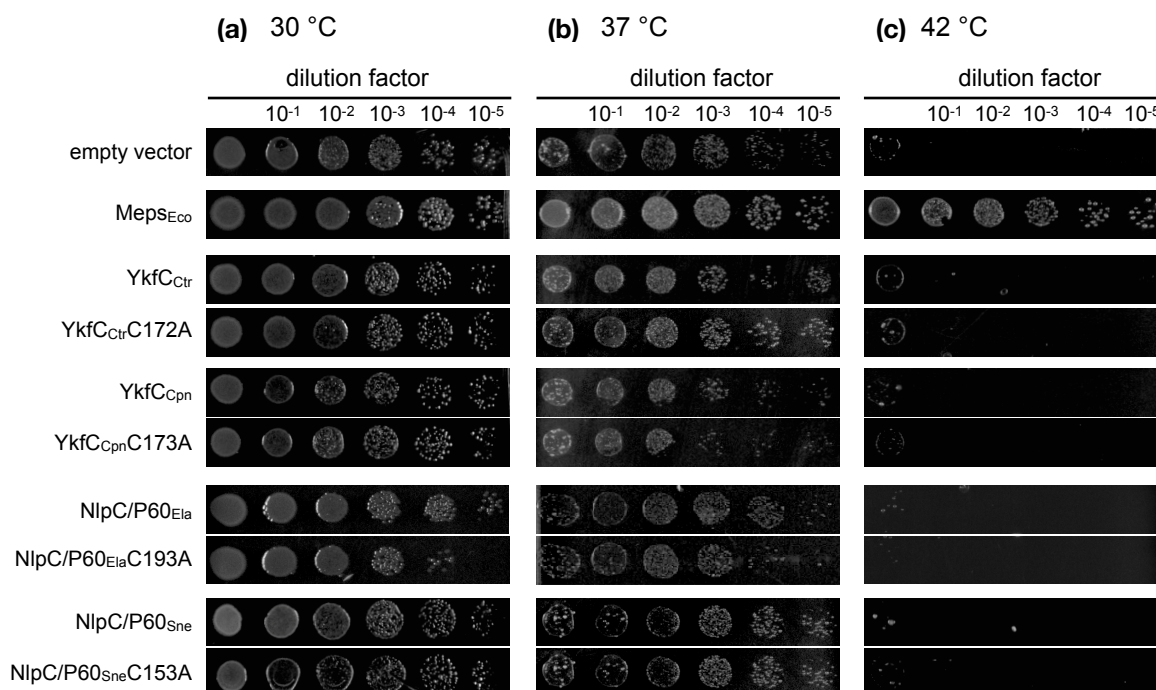 (a) 30 °C (b) 37 °C (c) 42 °C
dilution factor dilution factor dilution factor
10-1 10-2 10-3 10-4 10-5 10-1 10-2 10-3 10-4 10-5 10-1 10-2 10-3 10-4 10-5
empty vector
MepsEco
YkfCCtr
YkfCCtrC172A
YkfCCpn
YkfCCpnC173A
NlpC/P60Ela
NlpC/P60ElaC193A
NlpC/P60Sne
NlpC/P60SneC153A